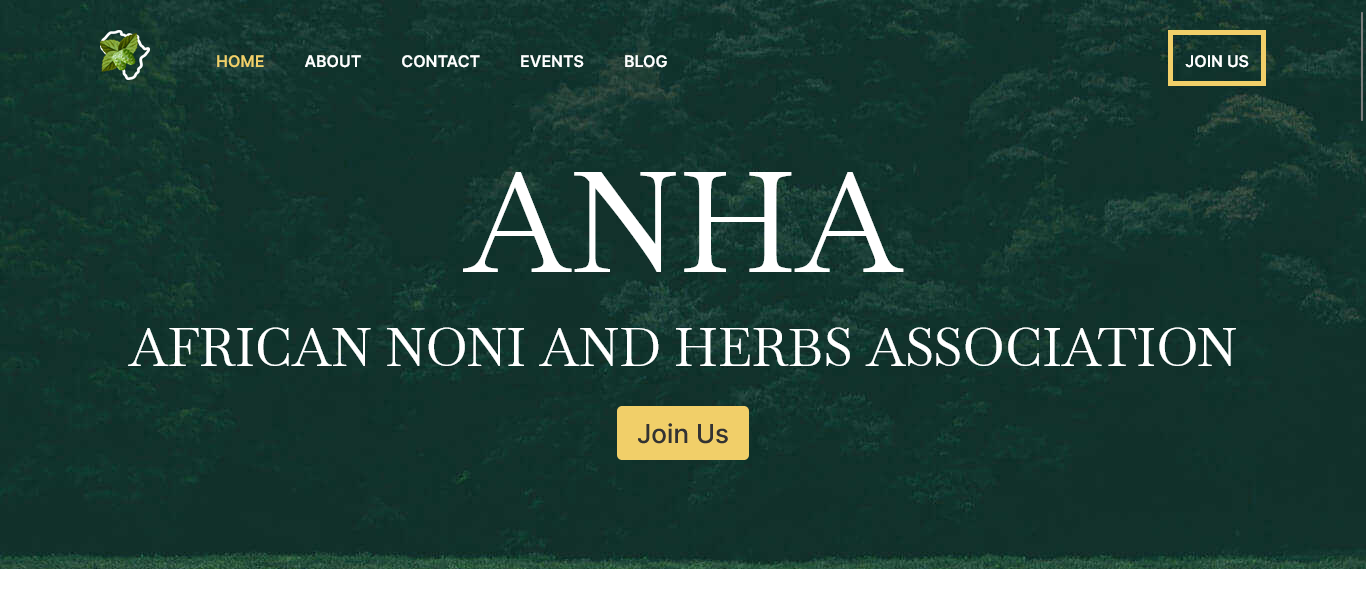 HOME ABOUT CONTACT EVENTS BLOG JOIN US
ANHA
AFRICAN NONI AND HERBS ASSOCIATION
Join Us